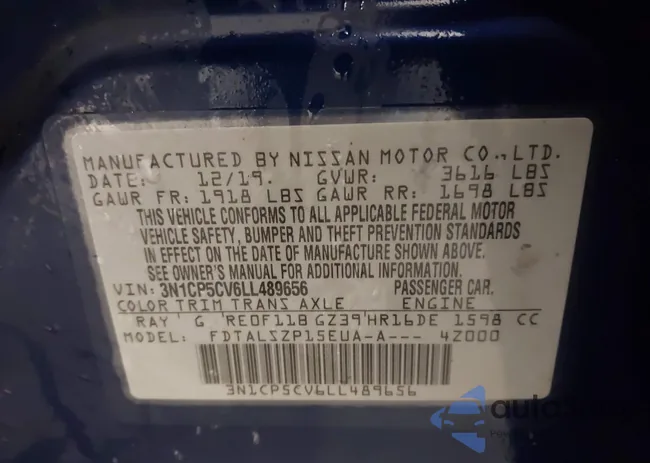 MANUFACTURED BY NISSAN MOTOR CO.,LTD.
DATE: 12/19. GVWR: 3616 LBS
GAWR FR: 1918 LBS GAWR RR: 1698 LBS
THIS VEHICLE CONFORMS TO ALL APPLICABLE FEDERAL MOTOR
VEHICLE SAFETY, BUMPER AND THEFT PREVENTION STANDARDS
IN EFFECT ON THE DATE OF MANUFACTURE SHOWN ABOVE.
SEE OWNER'S MANUAL FOR ADDITIONAL INFORMATION.
VIN: 3N1CP5CV6LL489656 PASSENGER CAR.
COLOR TRIM TRANS AXLE ENGINE
RAY G RE0F11B GZ39 HR16DE 1598 CC
MODEL: FDTALSZP15EUA-A--- 4Z000
3N1CP5CV6LL489656